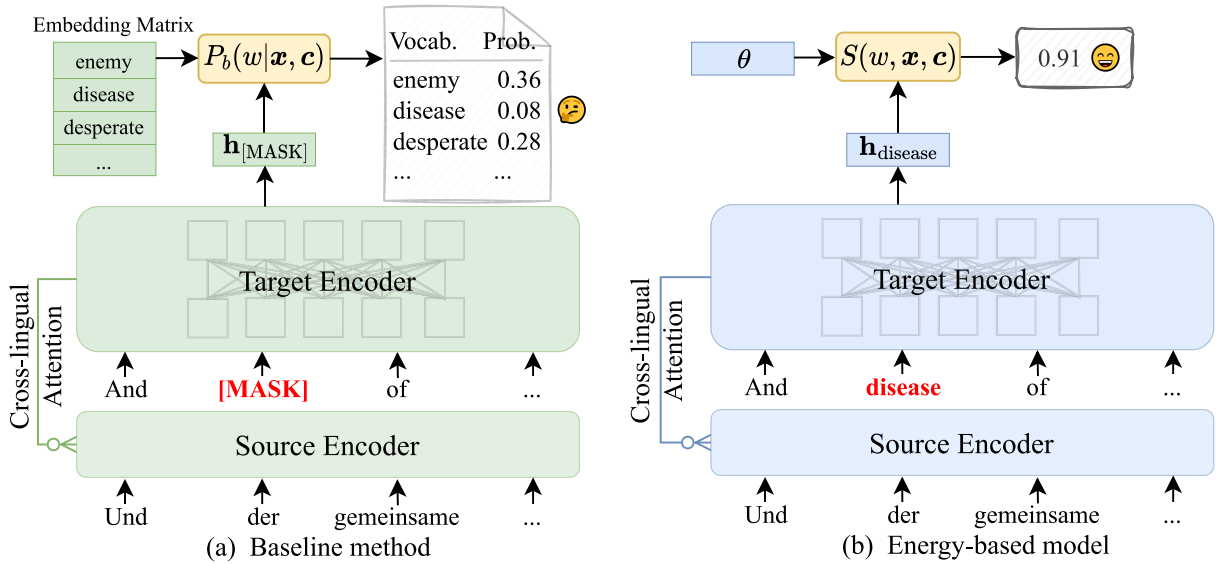 Embedding Matrix
enemy
disease
desperate
...
P_b(w|x, c)
Vocab. Prob.
enemy 0.36
disease 0.08
desperate 0.28
... ...
h_[MASK]
Target Encoder
Cross-lingual
Attention
And [MASK] of ...
Source Encoder
Und der gemeinsame ...
(a) Baseline method
θ
S(w, x, c)
0.91
h_disease
Target Encoder
Cross-lingual
Attention
And disease of ...
Source Encoder
Und der gemeinsame ...
(b) Energy-based model